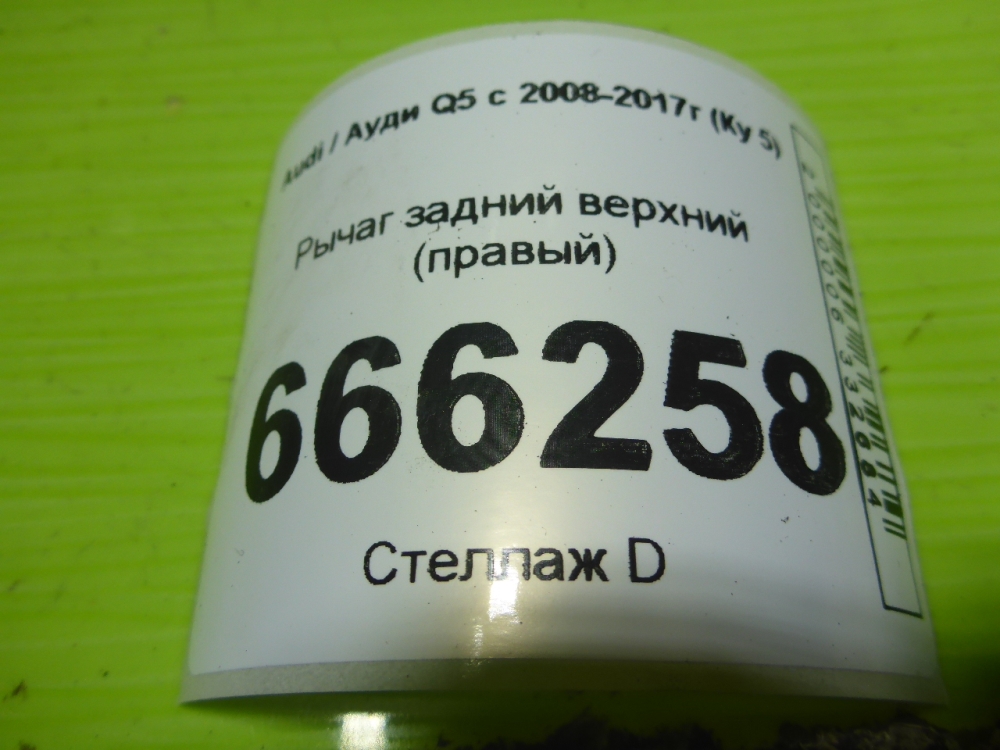 Audi / Ауди Q5 с 2008-2017г (Ку 5)
Рычаг задний верхний
(правый)
666258
Стеллаж D